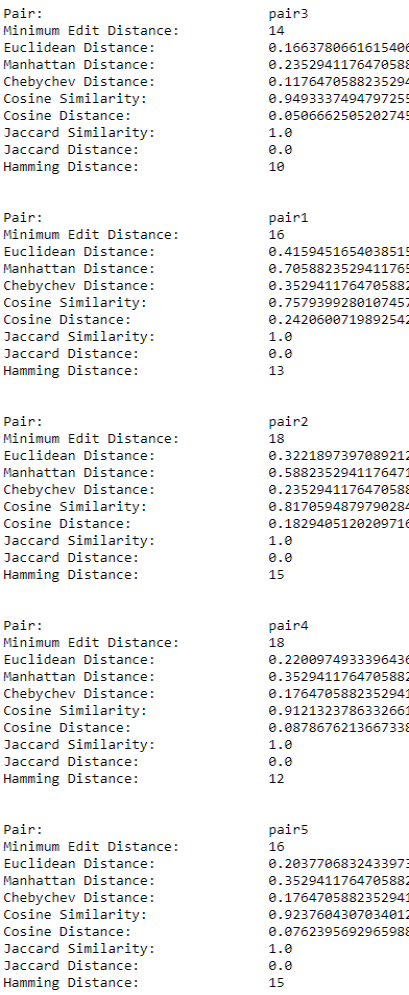 Pair: pair3
Minimum Edit Distance: 14
Euclidean Distance: 0.1663780661615406
Manhattan Distance: 0.2352941176470588
Chebychev Distance: 0.1176470588235294
Cosine Similarity: 0.9493337494797255
Cosine Distance: 0.0506662505202745
Jaccard Similarity: 1.0
Jaccard Distance: 0.0
Hamming Distance: 10
Pair: pair1
Minimum Edit Distance: 16
Euclidean Distance: 0.4159451654038515
Manhattan Distance: 0.7058823529411765
Chebychev Distance: 0.3529411764705882
Cosine Similarity: 0.7579399280107457
Cosine Distance: 0.2420600719892542
Jaccard Similarity: 1.0
Jaccard Distance: 0.0
Hamming Distance: 13
Pair: pair2
Minimum Edit Distance: 18
Euclidean Distance: 0.3221897397089212
Manhattan Distance: 0.5882352941176471
Chebychev Distance: 0.2352941176470588
Cosine Similarity: 0.8170594879790284
Cosine Distance: 0.1829405120209716
Jaccard Similarity: 1.0
Jaccard Distance: 0.0
Hamming Distance: 15
Pair: pair4
Minimum Edit Distance: 18
Euclidean Distance: 0.2200974933396436
Manhattan Distance: 0.3529411764705882
Chebychev Distance: 0.1764705882352941
Cosine Similarity: 0.9121323786332661
Cosine Distance: 0.0878676213667338
Jaccard Similarity: 1.0
Jaccard Distance: 0.0
Hamming Distance: 12
Pair: pair5
Minimum Edit Distance: 16
Euclidean Distance: 0.2037706832433973
Manhattan Distance: 0.3529411764705882
Chebychev Distance: 0.1764705882352941
Cosine Similarity: 0.9237604307034012
Cosine Distance: 0.0762395692965988
Jaccard Similarity: 1.0
Jaccard Distance: 0.0
Hamming Distance: 15